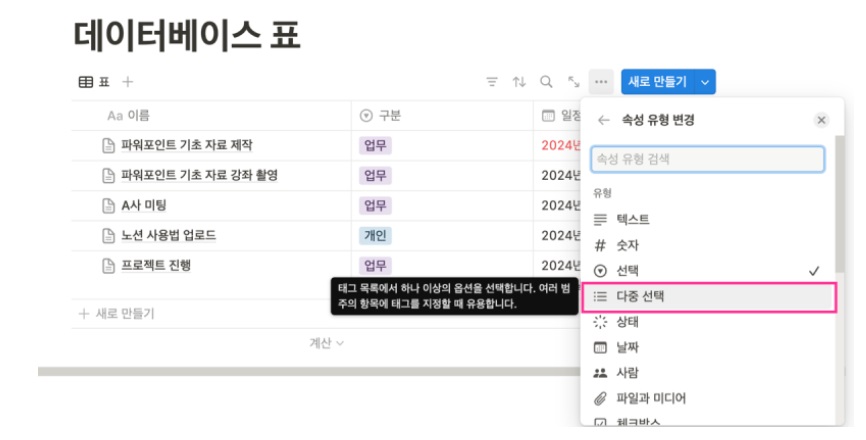 데이터베이스 표
표
새로 만들기
Aa 이름
구분
일정
속성 유형 변경
파워포인트 기초 자료 제작
업무
2024년
속성 유형 검색
파워포인트 기초 자료 강좌 촬영
업무
2024년
유형
A사 미팅
업무
2024년
텍스트
노션 사용법 업로드
개인
2024년
# 숫자
프로젝트 진행
업무
2024년
선택
태그 목록에서 하나 이상의 옵션을 선택합니다. 여러 범
주의 항목에 태그를 지정할 때 유용합니다.
다중 선택
+ 새로 만들기
상태
계산
날짜
사람
파일과 미디어
체크박스